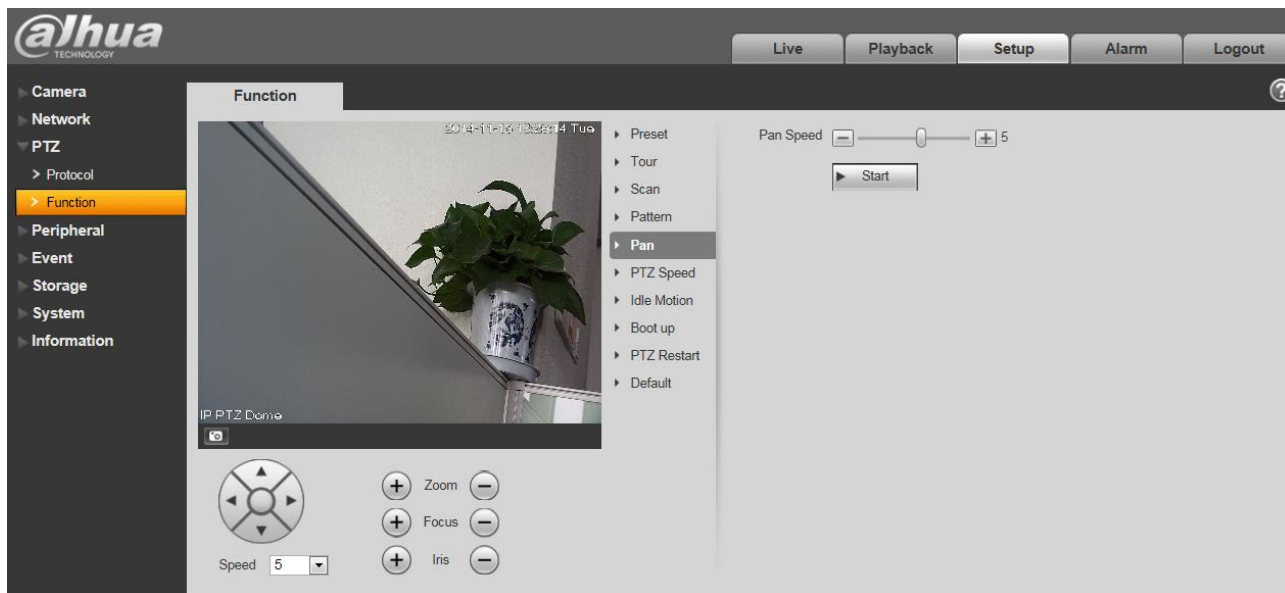 alhua
TECHNOLOGY
Live
Playback
Setup
Alarm
Logout
Camera
Network
PTZ
Protocol
Function
Peripheral
Event
Storage
System
Information
Function
Tue
IP PTZ Dome
Preset
Tour
Scan
Pattern
Pan
PTZ Speed
Idle Motion
Boot up
PTZ Restart
Default
Pan Speed 5
Start
Zoom
Focus
Iris
Speed 5